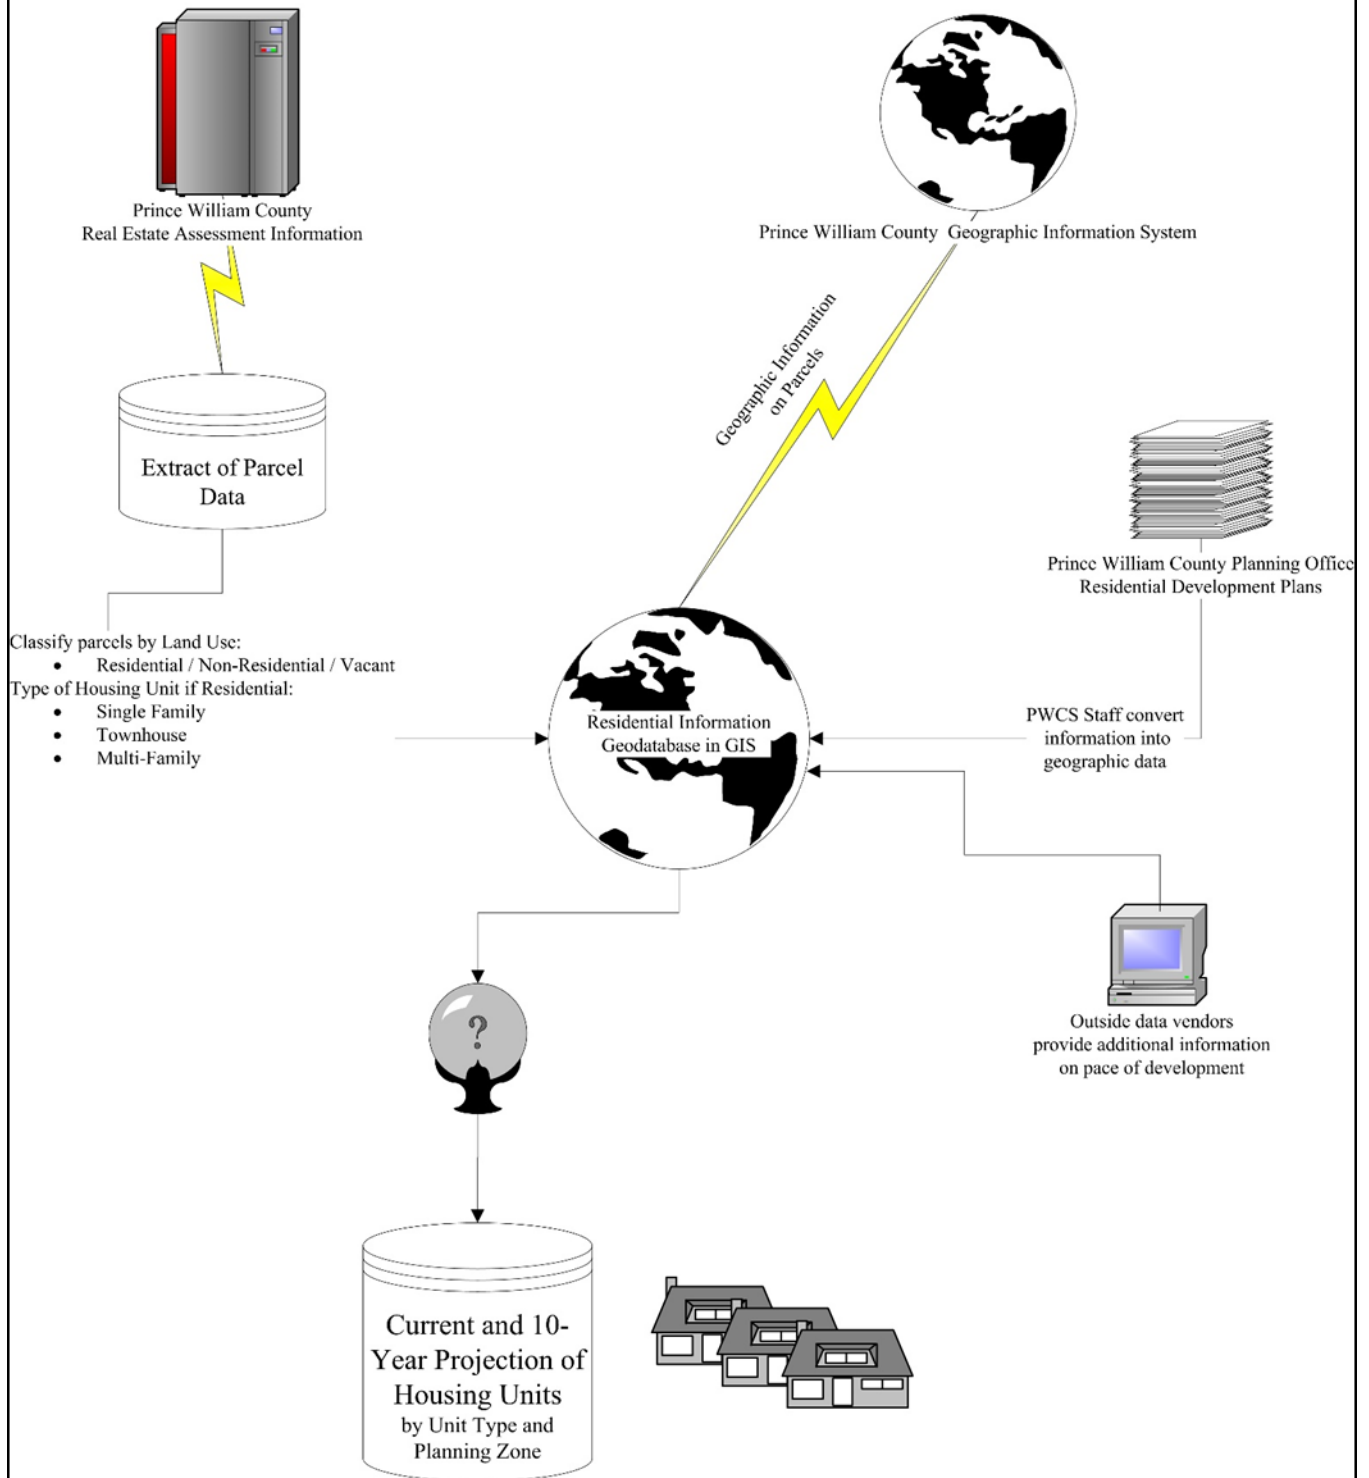 Prince William County
Real Estate Assessment Information
Prince William County Geographic Information System
Geographic Information
on Parcels
Extract of Parcel
Data
Prince William County Planning Office
Residential Development Plans
Classify parcels by Land Use:
• Residential / Non-Residential / Vacant
Type of Housing Unit if Residential:
• Single Family
• Townhouse
• Multi-Family
Residential Information
Geodatabase in GIS
PWCS Staff convert
information into
geographic data
Outside data vendors
provide additional information
on pace of development
?
Current and 10-
Year Projection of
Housing Units
by Unit Type and
Planning Zone